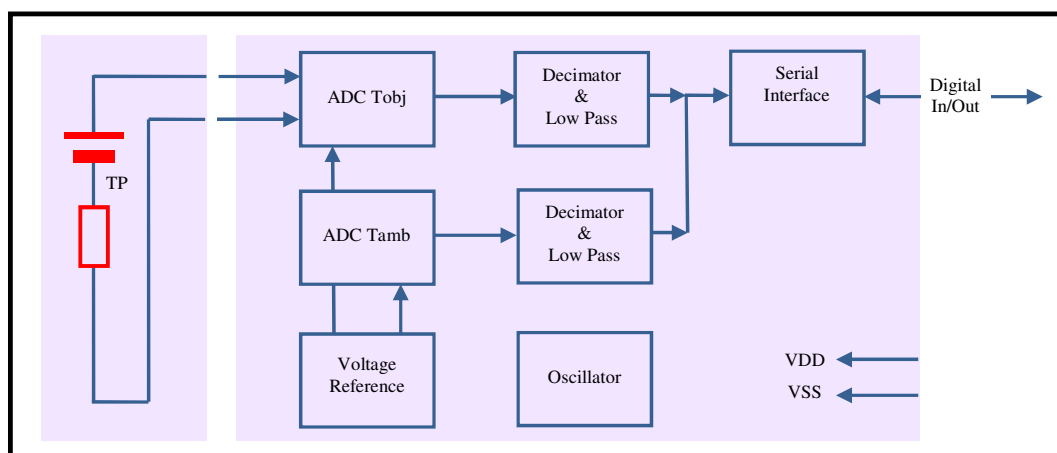 TP
ADC Tobj
Decimator
&
Low Pass
Serial
Interface
Digital
In/Out
ADC Tamb
Decimator
&
Low Pass
Voltage
Reference
Oscillator
VDD
VSS